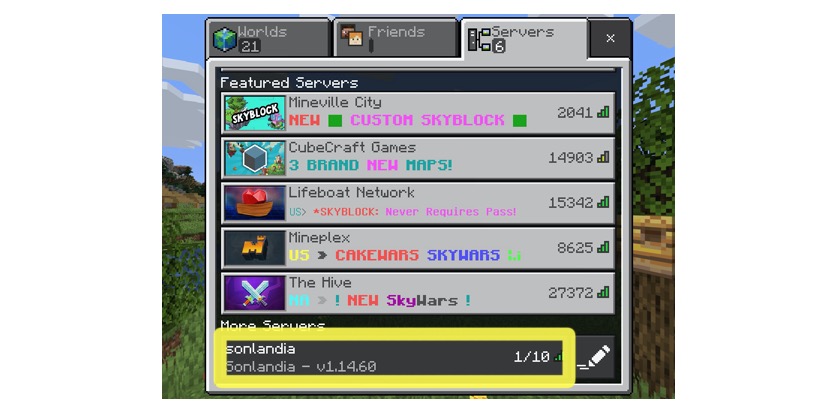 Worlds
21
Friends
Servers
6
Featured Servers
SKYBLOCK
Mineville City
NEW CUSTOM SKYBLOCK
2041
CubeCraft Games
3 BRAND NEW MAPS!
14903
Lifeboat Network
US> *SKYBLOCK: Never Requires Pass!
15342
Mineplex
US » CAKEWARS SKYWARS
8625
The Hive
NA » ! NEW SkyWars !
27372
More Servers
sonlandia
1/10
Sonlandia - v1.14.60